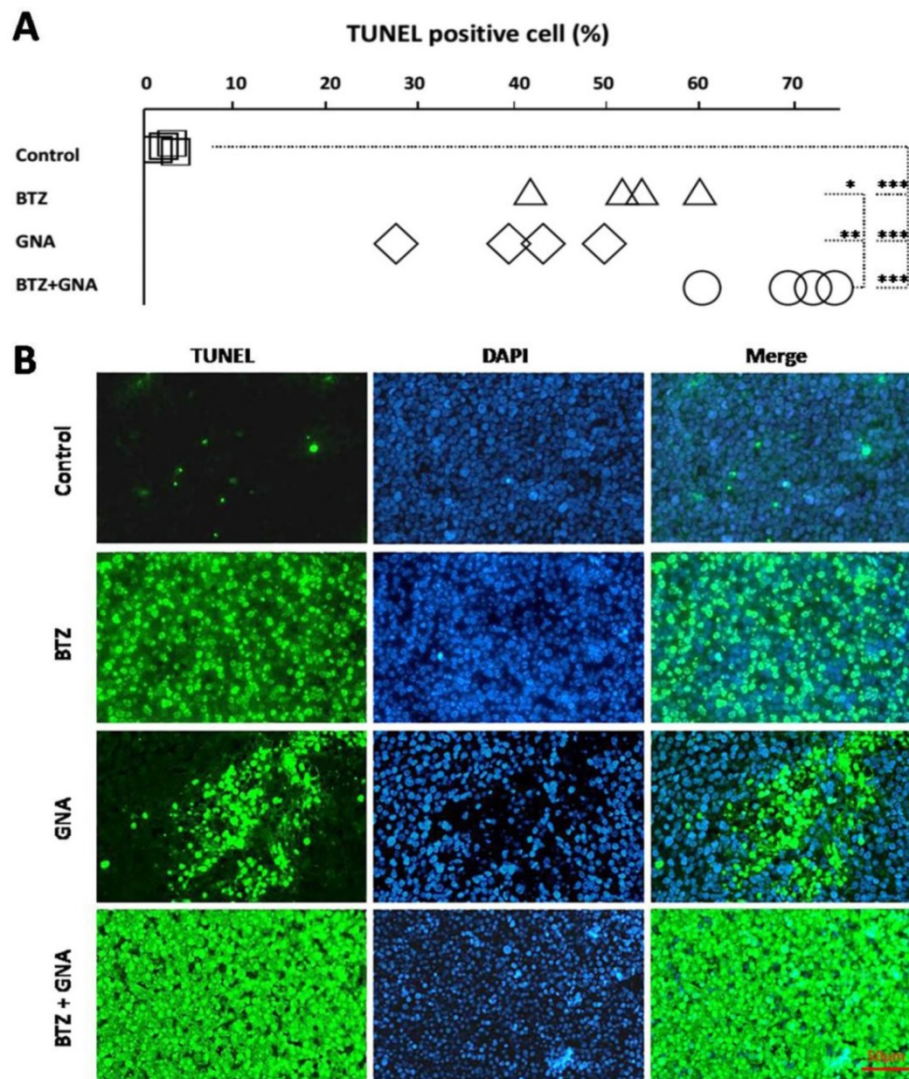 A
TUNEL positive cell (%)
0 10 20 30 40 50 60 70
Control
BTZ * ***
GNA ** ***
BTZ+GNA ***
B
TUNEL DAPI Merge
Control
BTZ
GNA
BTZ + GNA
50μm